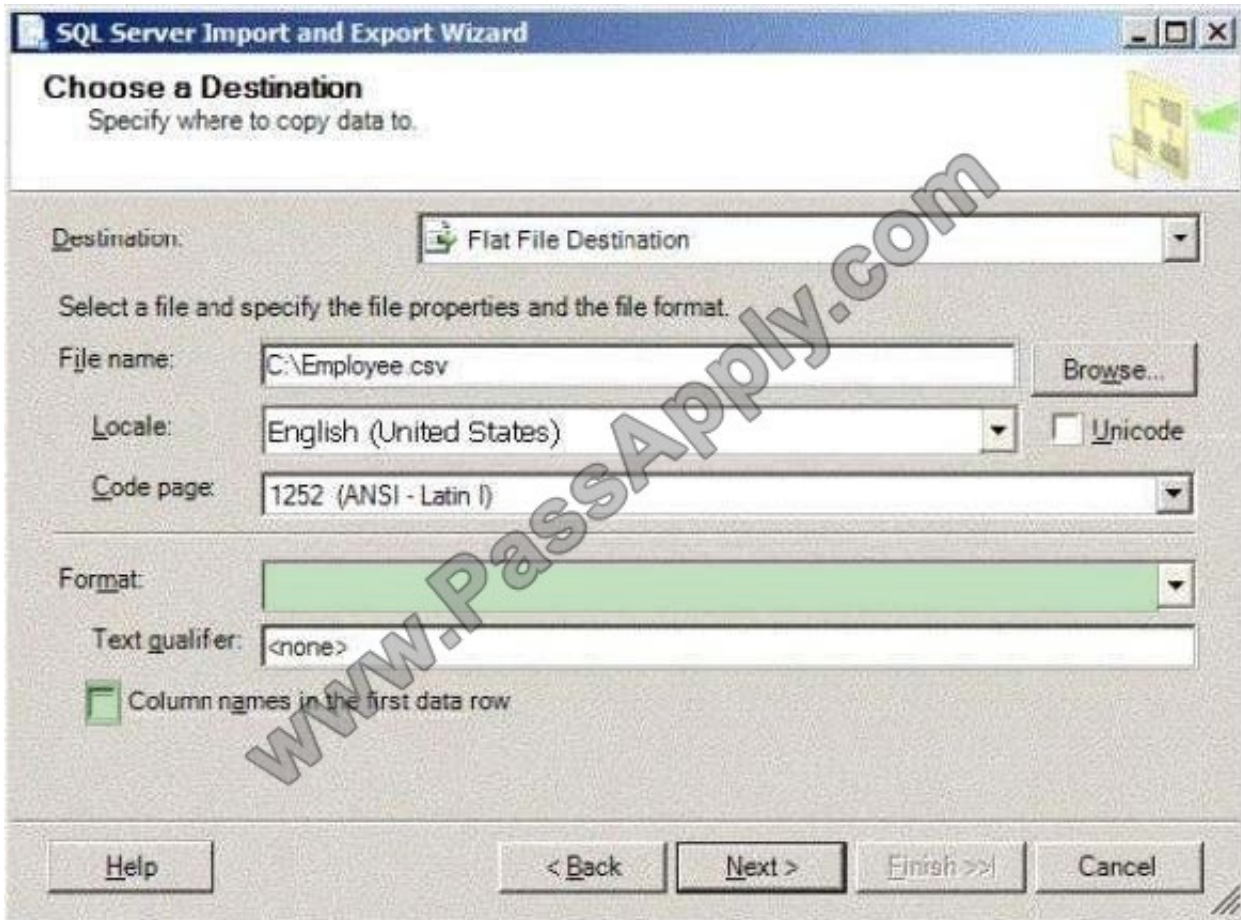 SQL Server Import and Export Wizard
Choose a Destination
Specify where to copy data to.
Destination:
Flat File Destination
Select a file and specify the file properties and the file format.
File name:
C:\Employee.csv
Browse...
Locale:
English (United States)
Unicode
Code page:
1252 (ANSI - Latin I)
Format:
Text qualifer:
<none>
Column names in the first data row
www.PassApply.com
Help
< Back
Next >
Finish >>|
Cancel